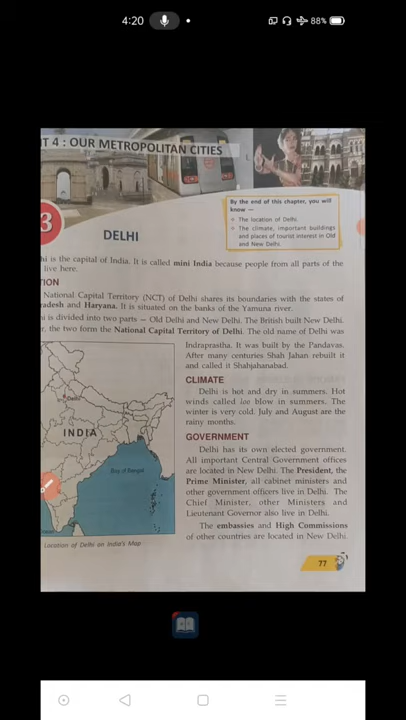 4:20
88%
T 4 : OUR METROPOLITAN CITIES
By the end of this chapter, you will
know —
The location of Delhi.
The climate, important buildings
and places of tourist interest in Old
and New Delhi.
3
DELHI
hi is the capital of India. It is called mini India because people from all parts of the
live here.
TION
National Capital Territory (NCT) of Delhi shares its boundaries with the states of
radesh and Haryana. It is situated on the banks of the Yamuna river.
is divided into two parts — Old Delhi and New Delhi. The British built New Delhi.
r, the two form the National Capital Territory of Delhi. The old name of Delhi was
Indraprastha. It was built by the Pandavas.
After many centuries Shah Jahan rebuilt it
and called it Shahjahanabad.
CLIMATE
Delhi is hot and dry in summers. Hot
winds called loo blow in summers. The
winter is very cold. July and August are the
rainy months.
GOVERNMENT
Delhi has its own elected government.
All important Central Government offices
are located in New Delhi. The President, the
Prime Minister, all cabinet ministers and
other government officers live in Delhi. The
Chief Minister, other Ministers and
Lieutenant Governor also live in Delhi.
The embassies and High Commissions
of other countries are located in New Delhi.
Delhi
INDIA
Bay of Bengal
Location of Delhi on India's Map
77